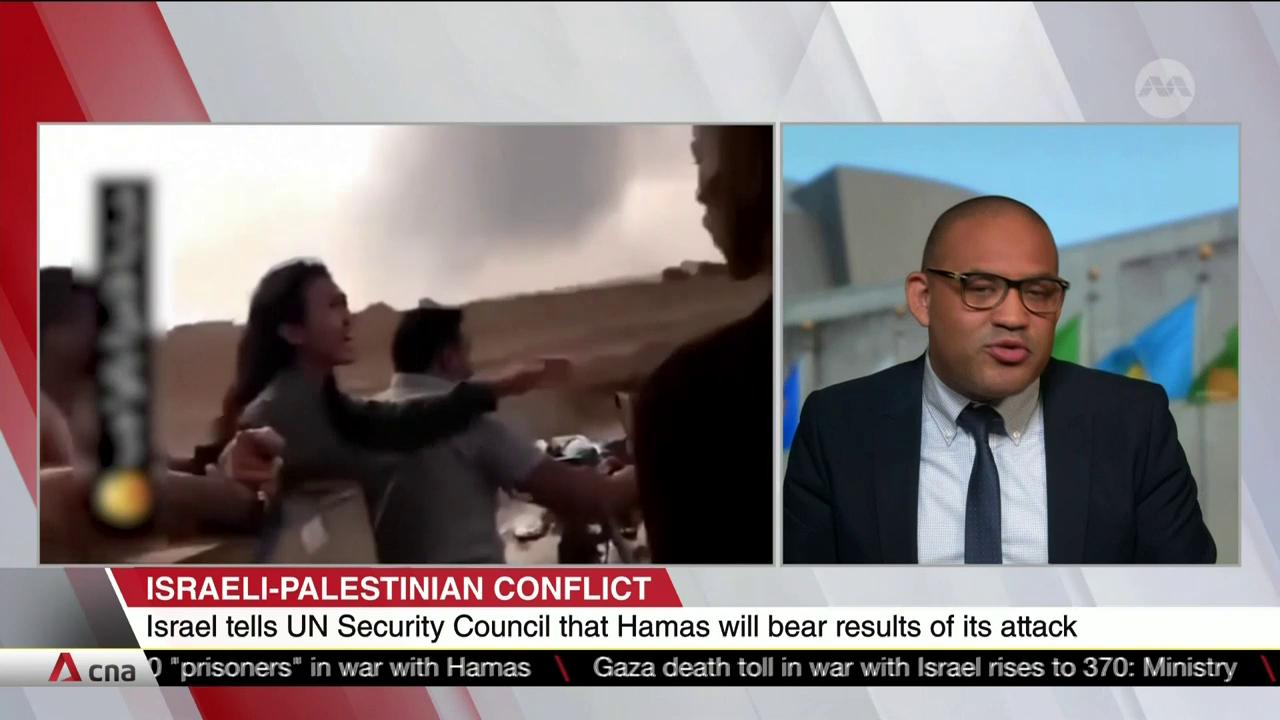 ISRAELI-PALESTINIAN CONFLICT
Israel tells UN Security Council that Hamas will bear results of its attack
cna 0 "prisoners" in war with Hamas \ Gaza death toll in war with Israel rises to 370: Ministry \